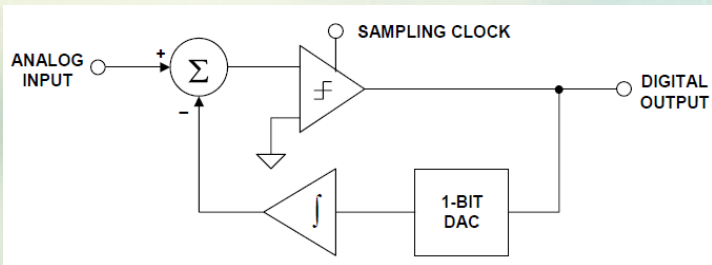 SAMPLING CLOCK
ANALOG
INPUT
+
Σ
−
DIGITAL
OUTPUT
∫
1-BIT
DAC